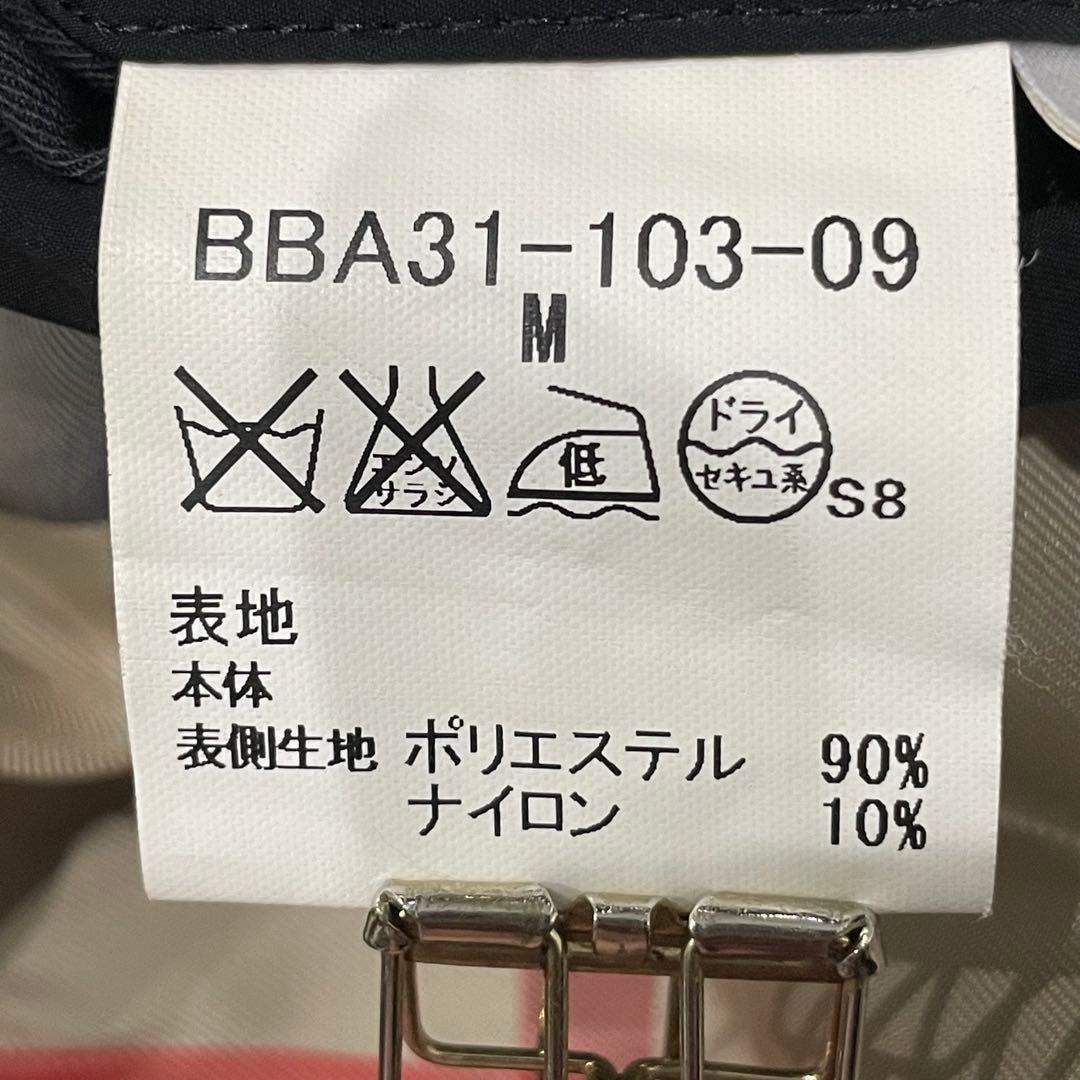 BBA31-103-09
M
エンソ
サラシ
低
ドライ
セキユ系
S8
表地
本体
表側生地 ポリエステル 90%
ナイロン 10%